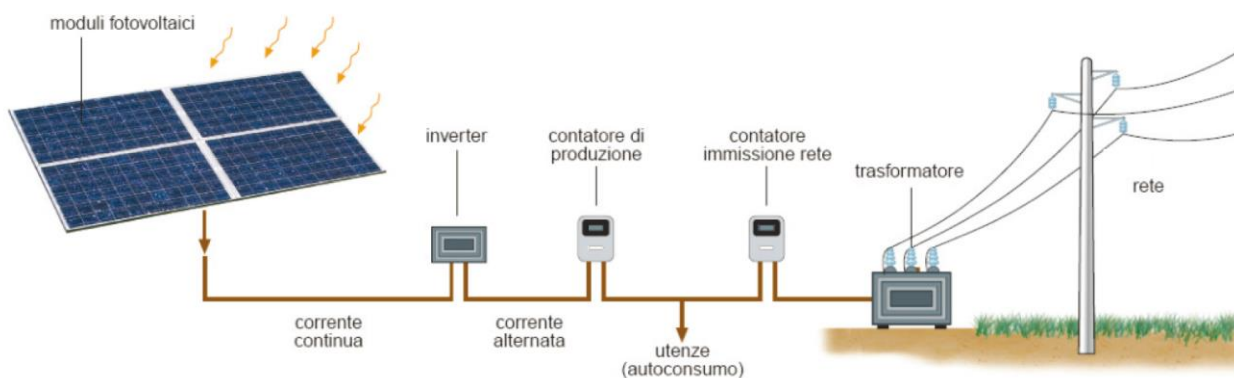 moduli fotovoltaici
inverter
contatore di
produzione
contatore
immissione rete
trasformatore
rete
corrente
continua
corrente
alternata
utenze
(autoconsumo)